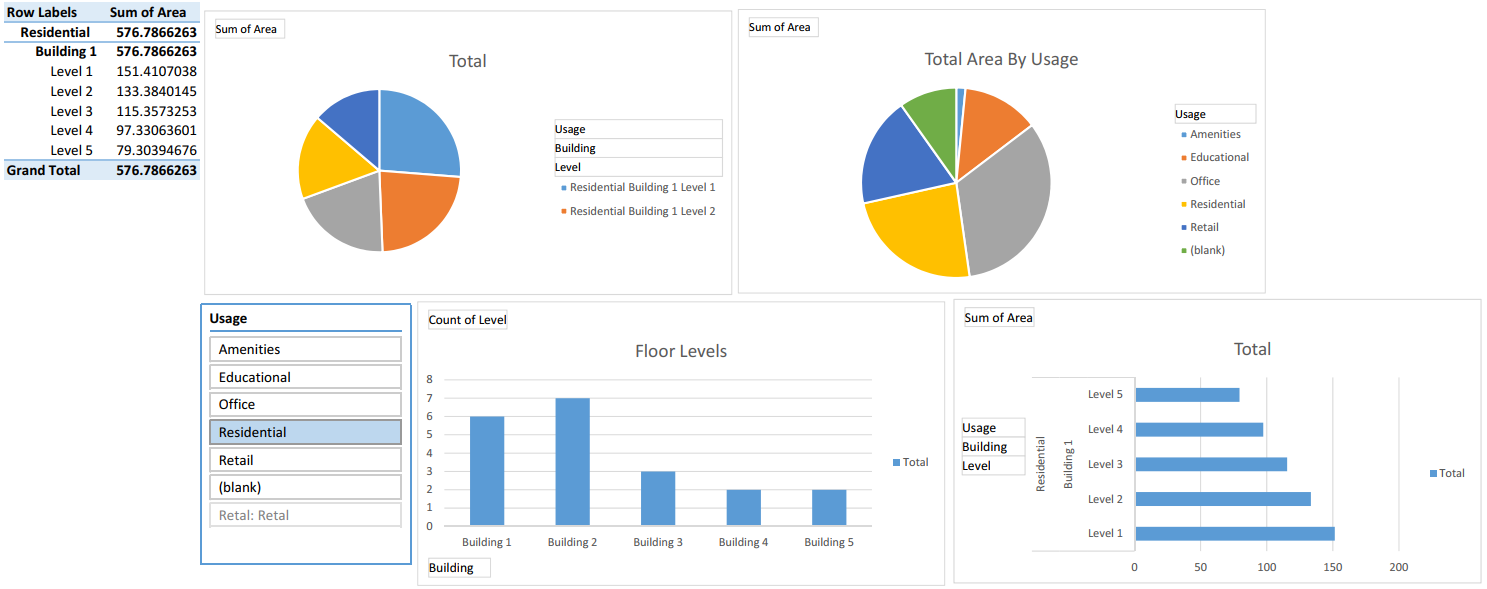 Row Labels Sum of Area
Residential 576.7866263
Building 1 576.7866263
Level 1 151.4107038
Level 2 133.3840145
Level 3 115.3573253
Level 4 97.33063601
Level 5 79.30394676
Grand Total 576.7866263
Sum of Area
Total
Usage
Building
Level
Residential Building 1 Level 1
Residential Building 1 Level 2
Sum of Area
Total Area By Usage
Usage
Amenities
Educational
Office
Residential
Retail
(blank)
Usage
Amenities
Educational
Office
Residential
Retail
(blank)
Retal: Retal
Count of Level
Floor Levels
8
7
6
5
4
3
2
1
0
Building 1 Building 2 Building 3 Building 4 Building 5
Total
Building
Sum of Area
Total
Usage
Building
Level
Residential
Building 1
Level 5
Level 4
Level 3
Level 2
Level 1
0 50 100 150 200
Total